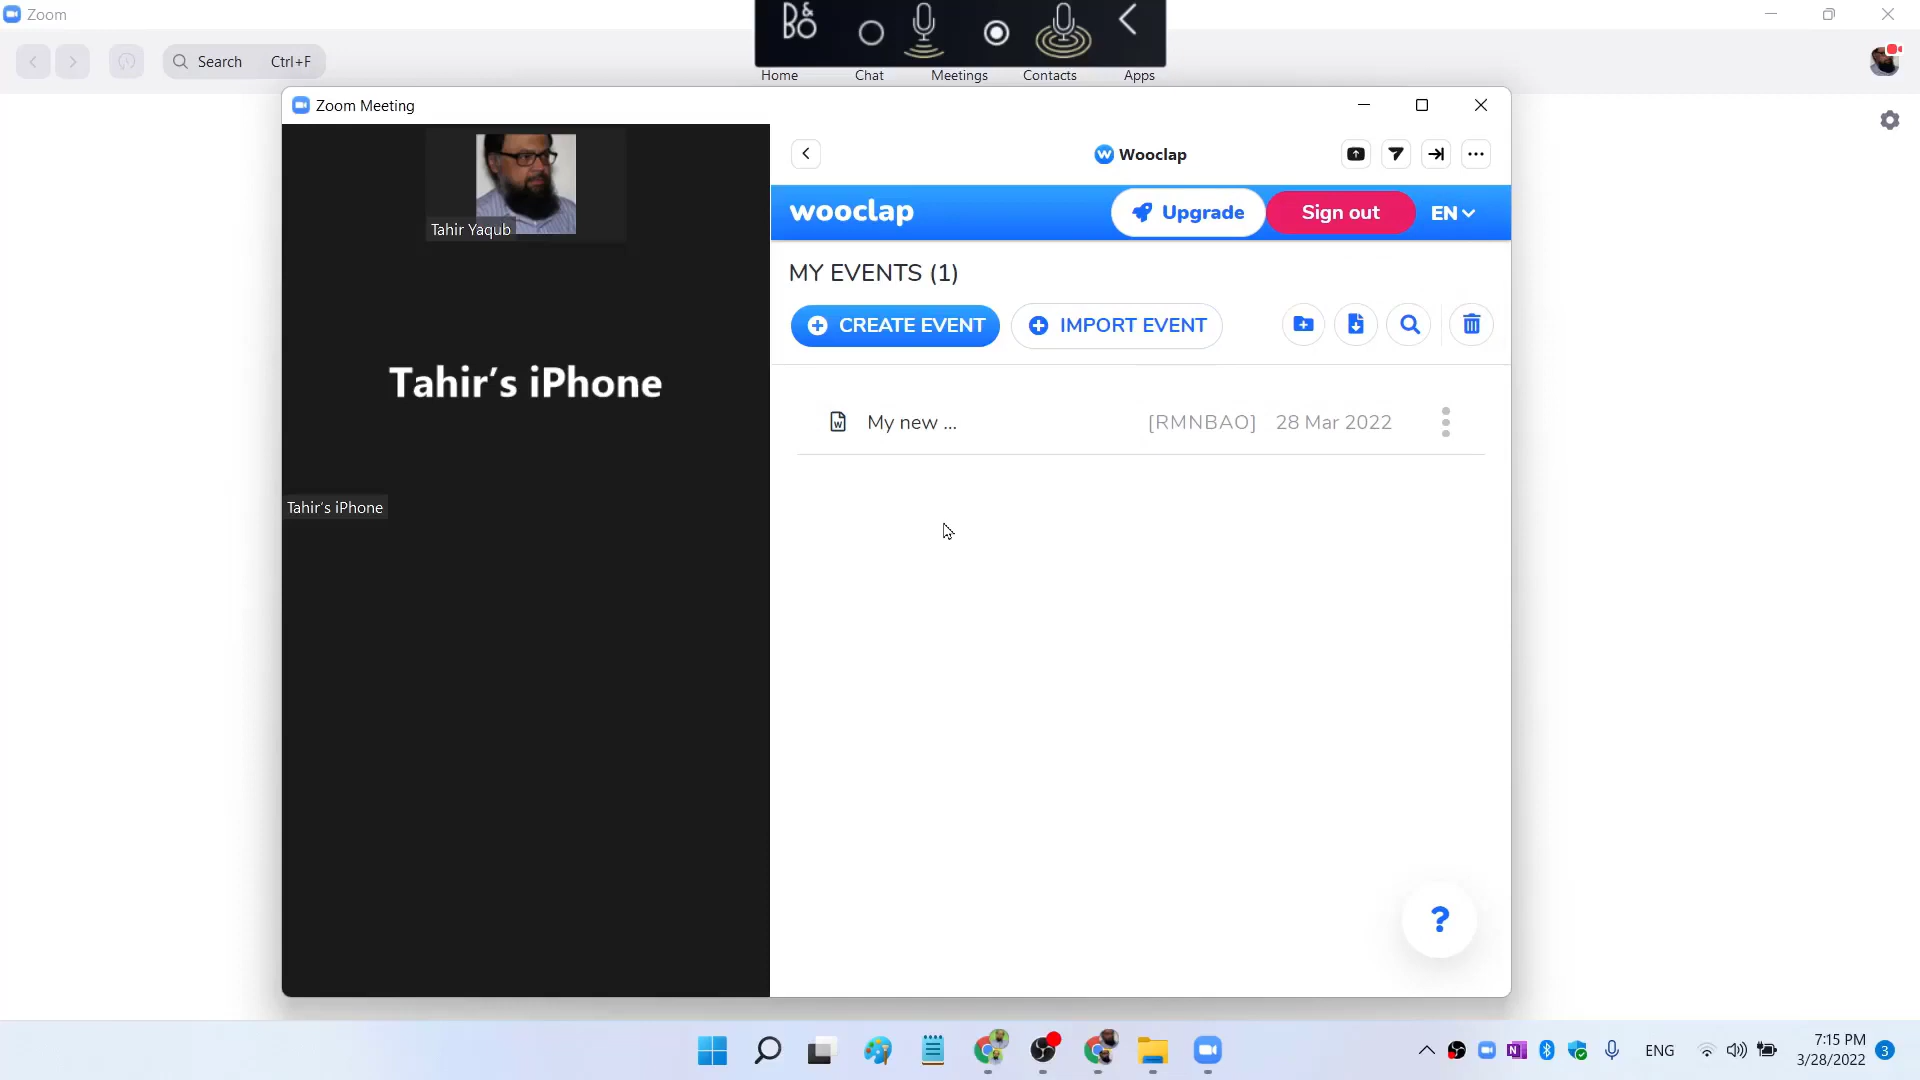 Zoom
B&O
Search Ctrl+F
Home Chat Meetings Contacts Apps
Zoom Meeting
Wooclap
wooclap
Upgrade
Sign out
EN
Tahir Yaqub
MY EVENTS (1)
CREATE EVENT
IMPORT EVENT
Tahir's iPhone
My new ... [RMNBAO] 28 Mar 2022
Tahir's iPhone
?
ENG
7:15 PM
3/28/2022
3